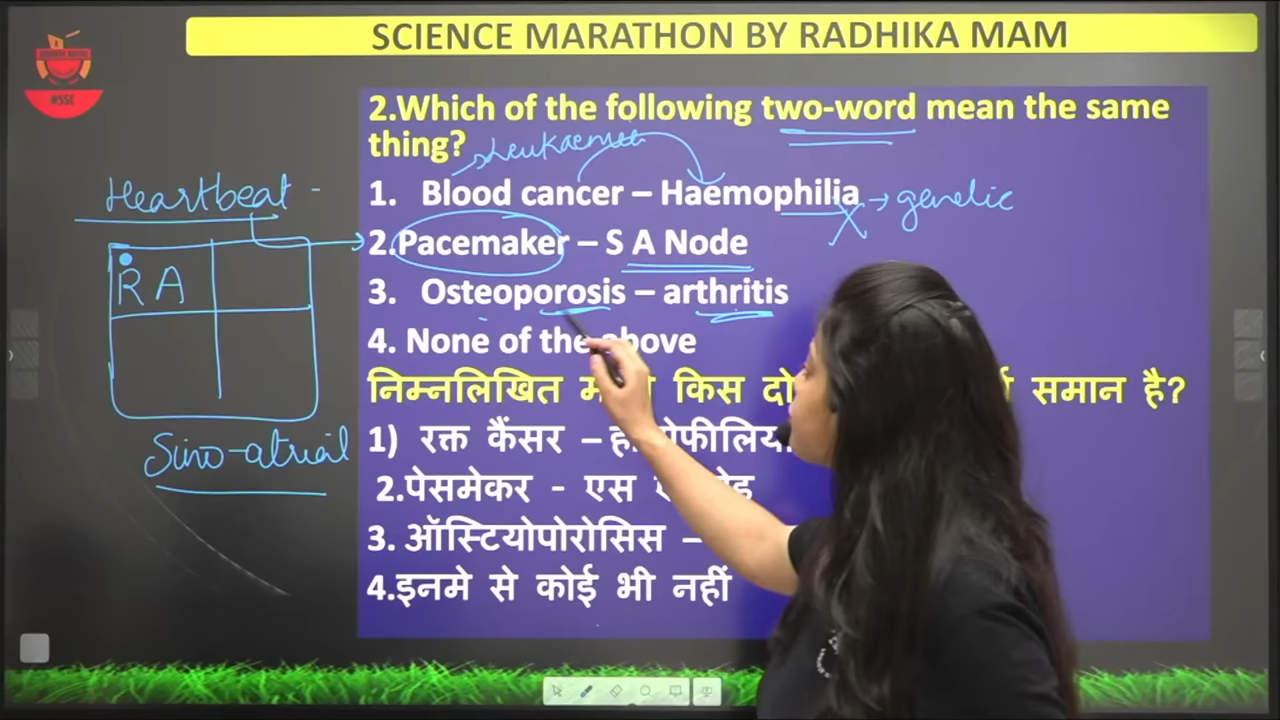 SCIENCE MARATHON BY RADHIKA MAM
#SSC
2.Which of the following two-word mean the same
thing?
Leukaemia
1. Blood cancer – Haemophilia → genetic
Heartbeat -
2.Pacemaker – S A Node
RA
3. Osteoporosis – arthritis
4. None of the above
Sino-atrial
निम्नलिखित किस समान है?
1) रक्त कैंसर –
2.पेसमेकर - एस
3. ऑस्टियोपोरोसिस –
4.इनमे से कोई भी नहीं